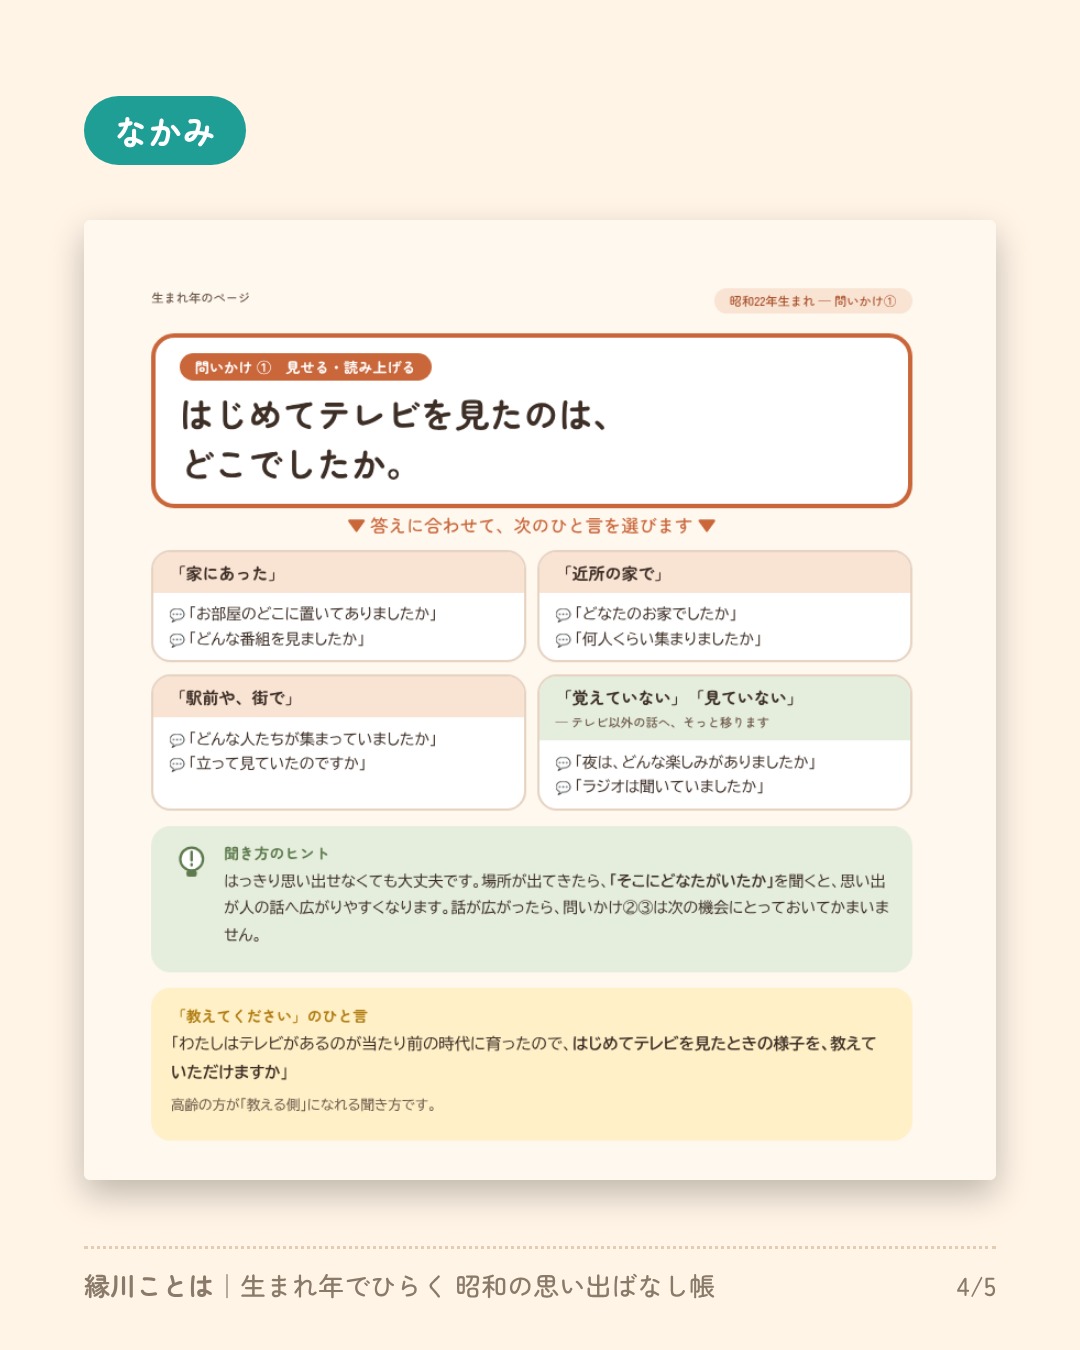 なかみ
生まれ年のページ
昭和22年生まれ ― 問いかけ①
問いかけ ① 見せる・読み上げる
はじめてテレビを見たのは、
どこでしたか。
▼ 答えに合わせて、次のひと言を選びます ▼
「家にあった」
💬「お部屋のどこに置いてありましたか」
💬「どんな番組を見ましたか」
「近所の家で」
💬「どなたのお家でしたか」
💬「何人くらい集まりましたか」
「駅前や、街で」
💬「どんな人たちが集まっていましたか」
💬「立って見ていたのですか」
「覚えていない」「見ていない」
― テレビ以外の話へ、そっと移ります
💬「夜は、どんな楽しみがありましたか」
💬「ラジオは聞いていましたか」
聞き方のヒント
はっきり思い出せなくても大丈夫です。場所が出てきたら、「そこにどなたがいたか」を聞くと、思い出
が人の話へ広がりやすくなります。話が広がったら、問いかけ②③は次の機会にとっておいてかまいま
せん。
「教えてください」のひと言
「わたしはテレビがあるのが当たり前の時代に育ったので、はじめてテレビを見たときの様子を、教えて
いただけますか」
高齢の方が「教える側」になれる聞き方です。
縁川ことは｜生まれ年でひらく 昭和の思い出ばなし帳
4/5